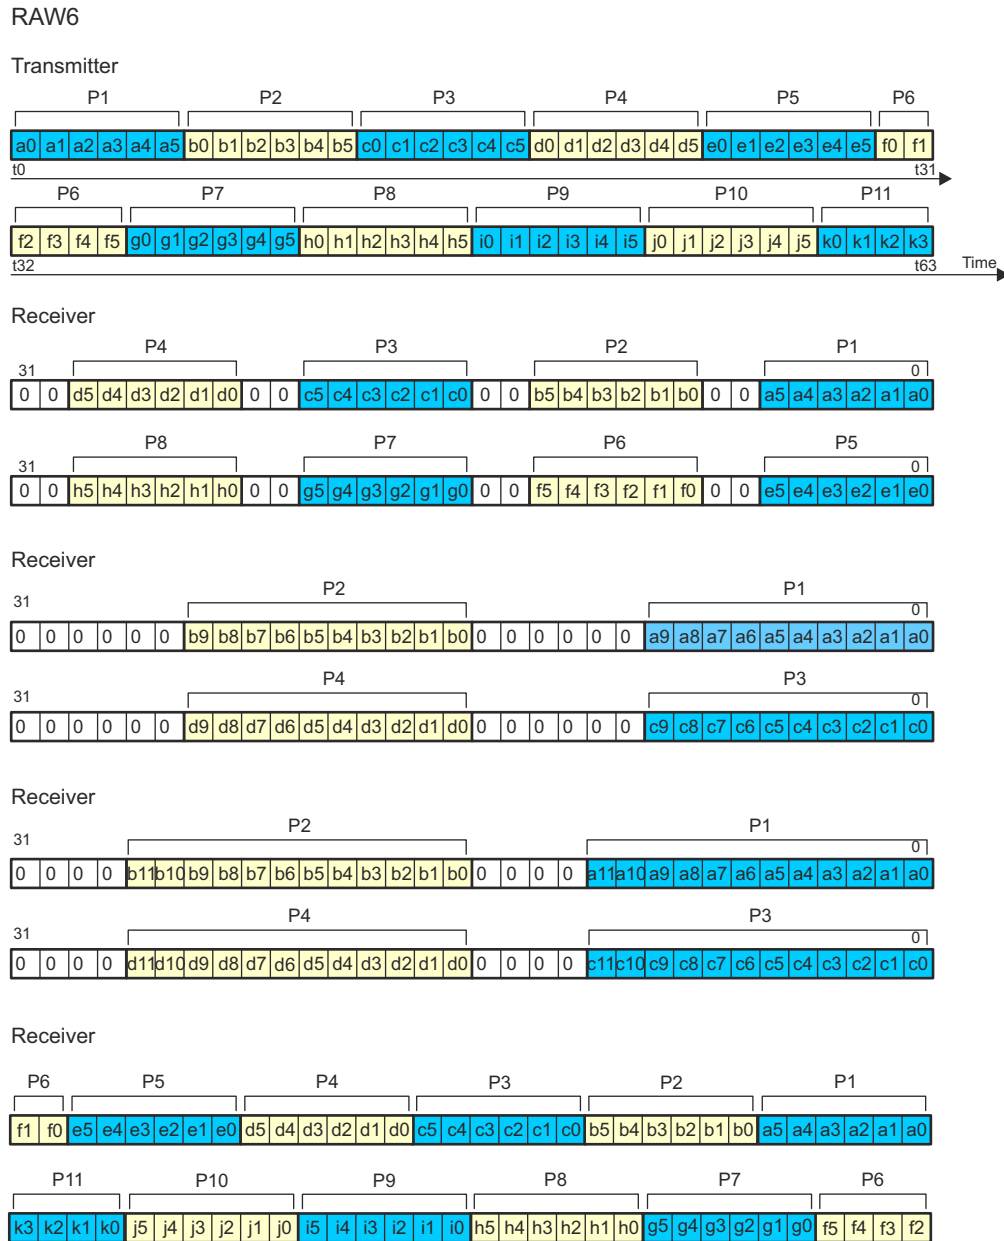 RAW6
Transmitter
P1 P2 P3 P4 P5 P6
a0 a1 a2 a3 a4 a5 b0 b1 b2 b3 b4 b5 c0 c1 c2 c3 c4 c5 d0 d1 d2 d3 d4 d5 e0 e1 e2 e3 e4 e5 f0 f1
t0 t31
P6 P7 P8 P9 P10 P11
f2 f3 f4 f5 g0 g1 g2 g3 g4 g5 h0 h1 h2 h3 h4 h5 i0 i1 i2 i3 i4 i5 j0 j1 j2 j3 j4 j5 k0 k1 k2 k3
t32 t63 Time
Receiver
P4 P3 P2 P1
31 0
0 0 d5 d4 d3 d2 d1 d0 0 0 c5 c4 c3 c2 c1 c0 0 0 b5 b4 b3 b2 b1 b0 0 0 a5 a4 a3 a2 a1 a0
P8 P7 P6 P5
31 0
0 0 h5 h4 h3 h2 h1 h0 0 0 g5 g4 g3 g2 g1 g0 0 0 f5 f4 f3 f2 f1 f0 0 0 e5 e4 e3 e2 e1 e0
Receiver
P2 P1
31 0
0 0 0 0 0 0 b9 b8 b7 b6 b5 b4 b3 b2 b1 b0 0 0 0 0 0 0 a9 a8 a7 a6 a5 a4 a3 a2 a1 a0
P4 P3
31 0
0 0 0 0 0 0 d9 d8 d7 d6 d5 d4 d3 d2 d1 d0 0 0 0 0 0 0 c9 c8 c7 c6 c5 c4 c3 c2 c1 c0
Receiver
P2 P1
31 0
0 0 0 0 b11 b10 b9 b8 b7 b6 b5 b4 b3 b2 b1 b0 0 0 0 0 a11 a10 a9 a8 a7 a6 a5 a4 a3 a2 a1 a0
P4 P3
31 0
0 0 0 0 d11 d10 d9 d8 d7 d6 d5 d4 d3 d2 d1 d0 0 0 0 0 c11 c10 c9 c8 c7 c6 c5 c4 c3 c2 c1 c0
Receiver
P6 P5 P4 P3 P2 P1
f1 f0 e5 e4 e3 e2 e1 e0 d5 d4 d3 d2 d1 d0 c5 c4 c3 c2 c1 c0 b5 b4 b3 b2 b1 b0 a5 a4 a3 a2 a1 a0
P11 P10 P9 P8 P7 P6
k3 k2 k1 k0 j5 j4 j3 j2 j1 j0 i5 i4 i3 i2 i1 i0 h5 h4 h3 h2 h1 h0 g5 g4 g3 g2 g1 g0 f5 f4 f3 f2